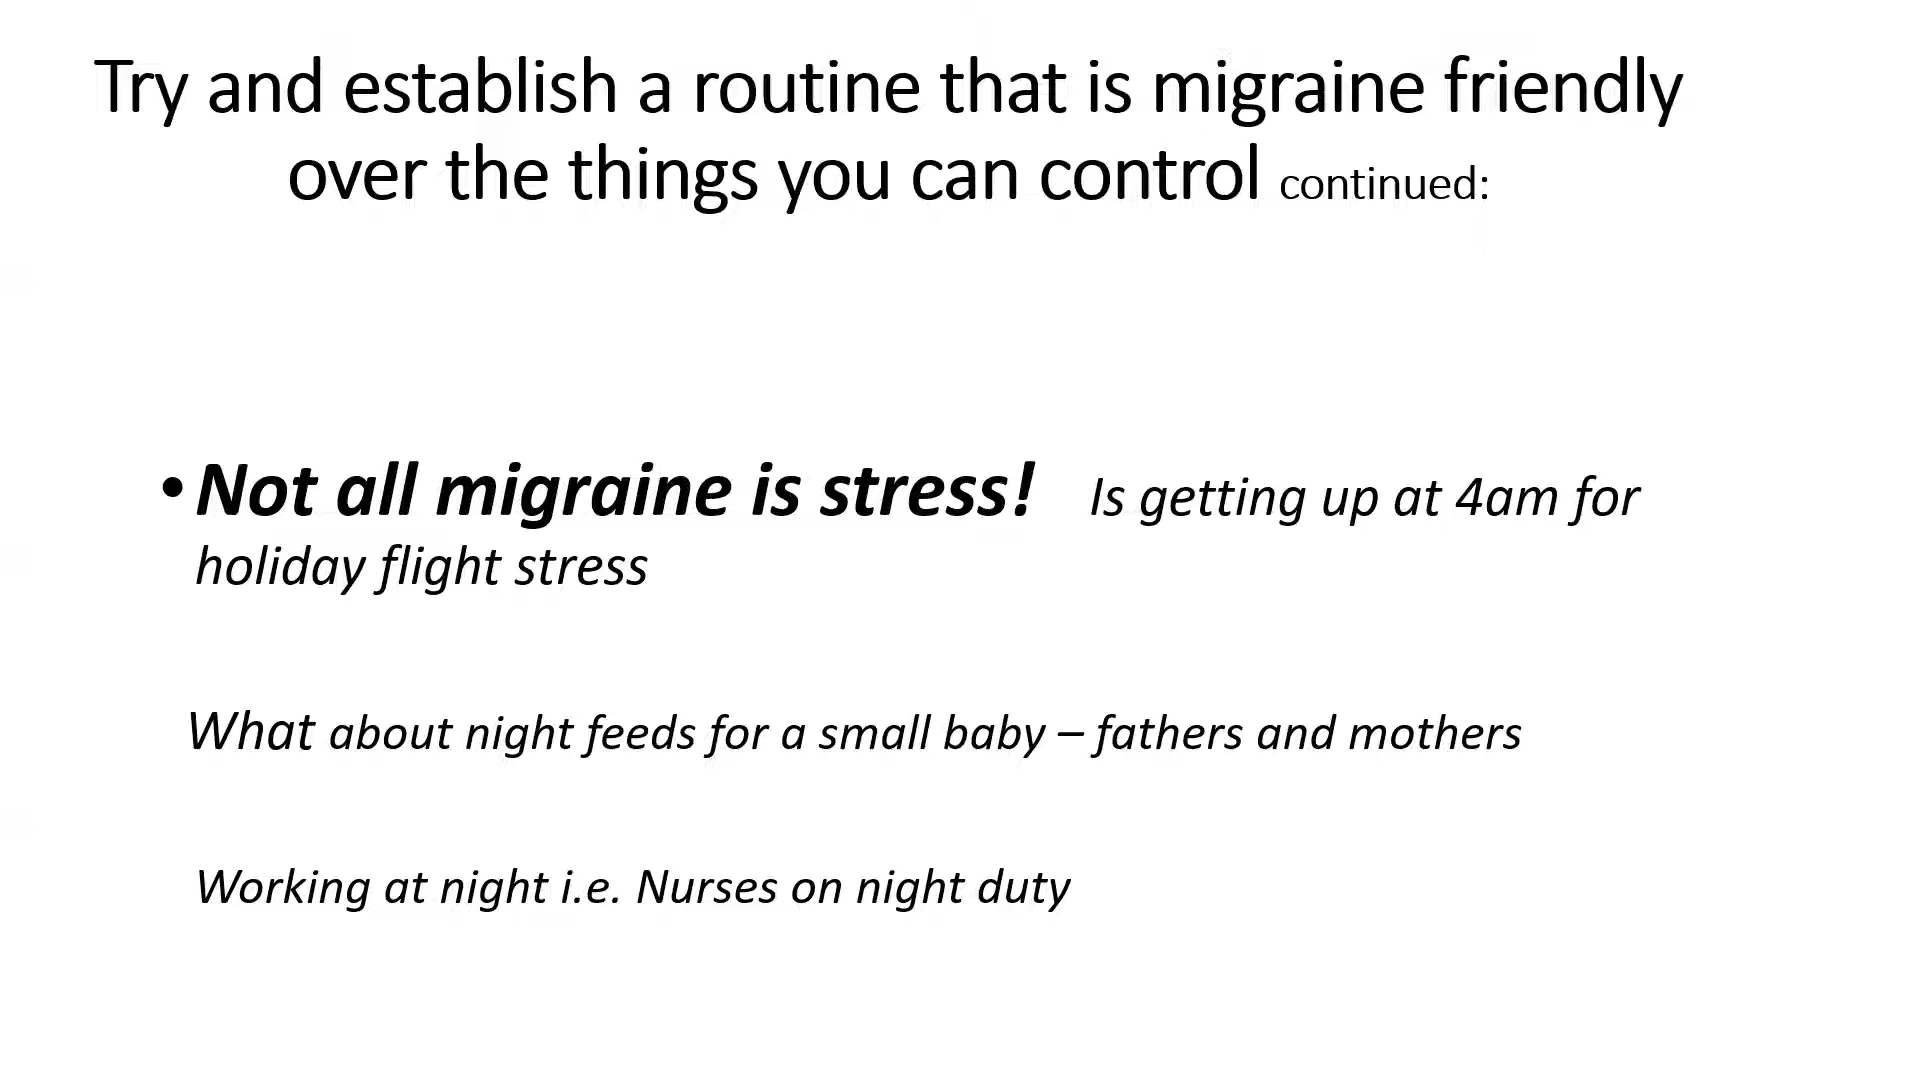 Try and establish a routine that is migraine friendly
over the things you can control continued:
• Not all migraine is stress! Is getting up at 4am for
holiday flight stress
What about night feeds for a small baby – fathers and mothers
Working at night i.e. Nurses on night duty